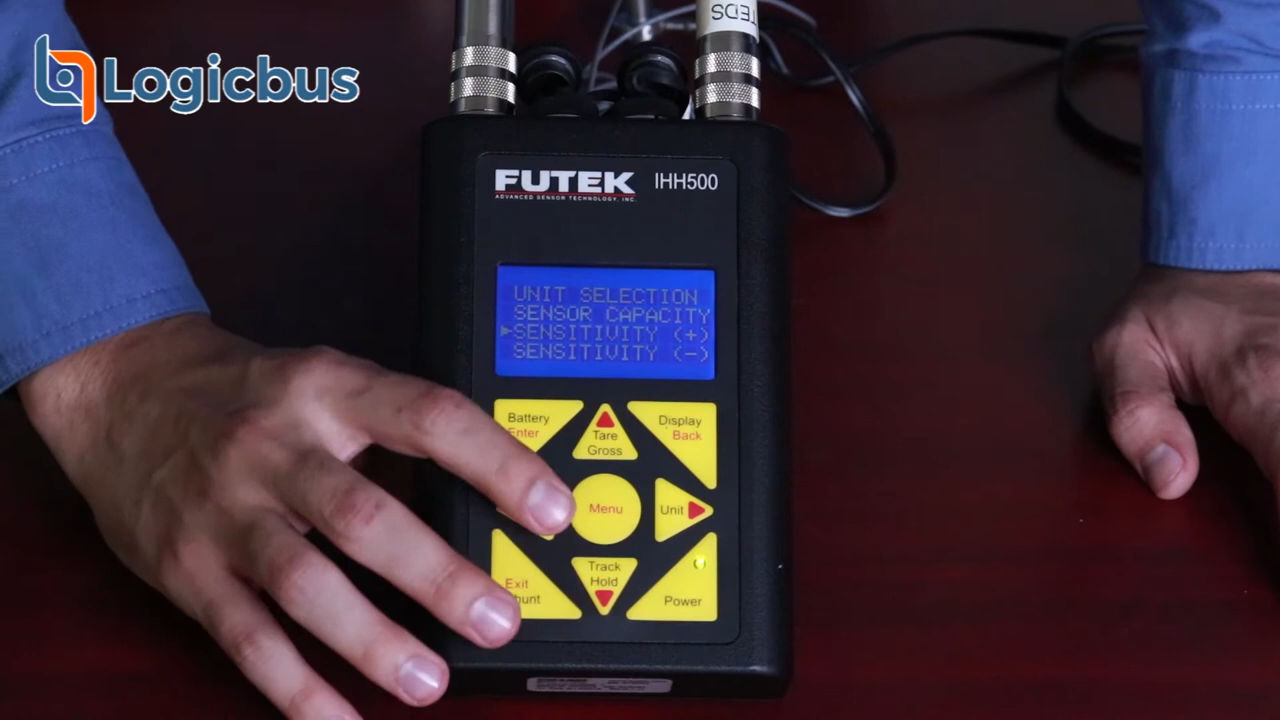 Logicbus
TEDS
FUTEK
ADVANCED SENSOR TECHNOLOGY, INC.
IHH500
UNIT SELECTION
SENSOR CAPACITY
►SENSITIVITY (+)
SENSITIVITY (-)
Battery
Enter
Tare
Gross
Display
Back
Menu
Unit
Exit
Track
Hold
Power